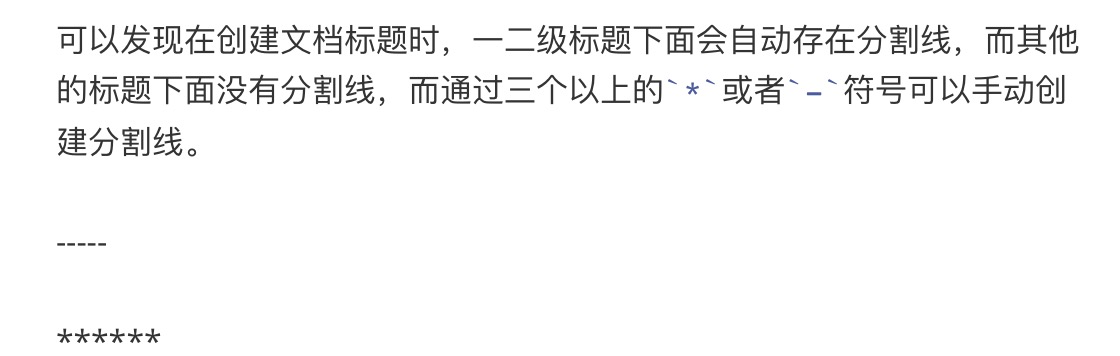 可以发现在创建文档标题时，一二级标题下面会自动存在分割线，而其他
的标题下面没有分割线，而通过三个以上的`*`或者`-`符号可以手动创
建分割线。
-----
******